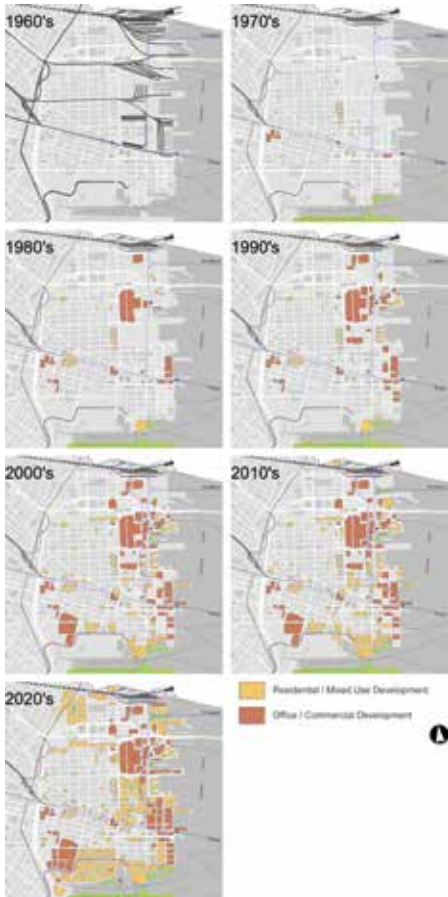 1960's
1970's
1980's
1990's
2000's
2010's
2020's
Residential / Mixed Use Development
Office / Commercial Development